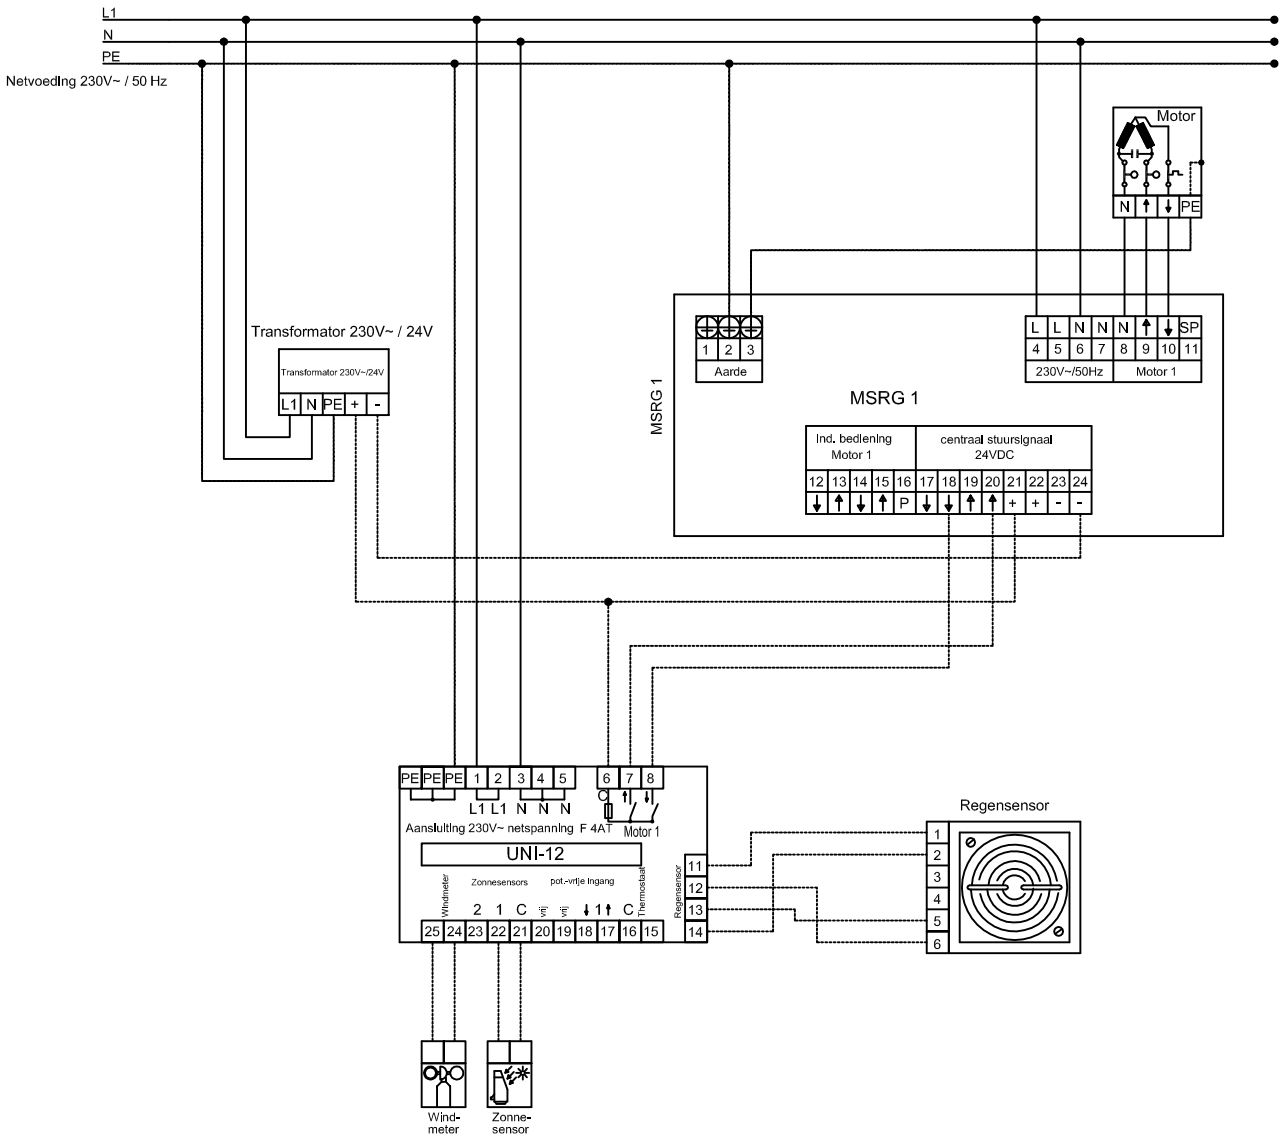 L1
N
PE
Netvoeding 230V~ / 50 Hz
Motor
N PE
Transformator 230V~ / 24V
Transformator 230V~/24V
L1 N PE + -
MSRG 1
1 2 3
Aarde
L L N N N SP
4 5 6 7 8 9 10 11
230V~/50Hz Motor 1
MSRG 1
Ind. bediening
Motor 1
centraal stuursignaal
24VDC
12 13 14 15 16 17 18 19 20 21 22 23 24
P + + - -
PE PE PE 1 2 3 4 5 6 7 8
C
L1 L1 N N N
Aansluiting 230V~ netspanning F 4AT Motor 1
UNI-12
Windmeter
Zonnesensors
pot.-vrije ingang
Thermostaat
Regensensor
2 1 C vrij vrij 1 C
25 24 23 22 21 20 19 18 17 16 15
11
12
13
14
Regensensor
1
2
3
4
5
6
Wind-
meter
Zonne-
sensor